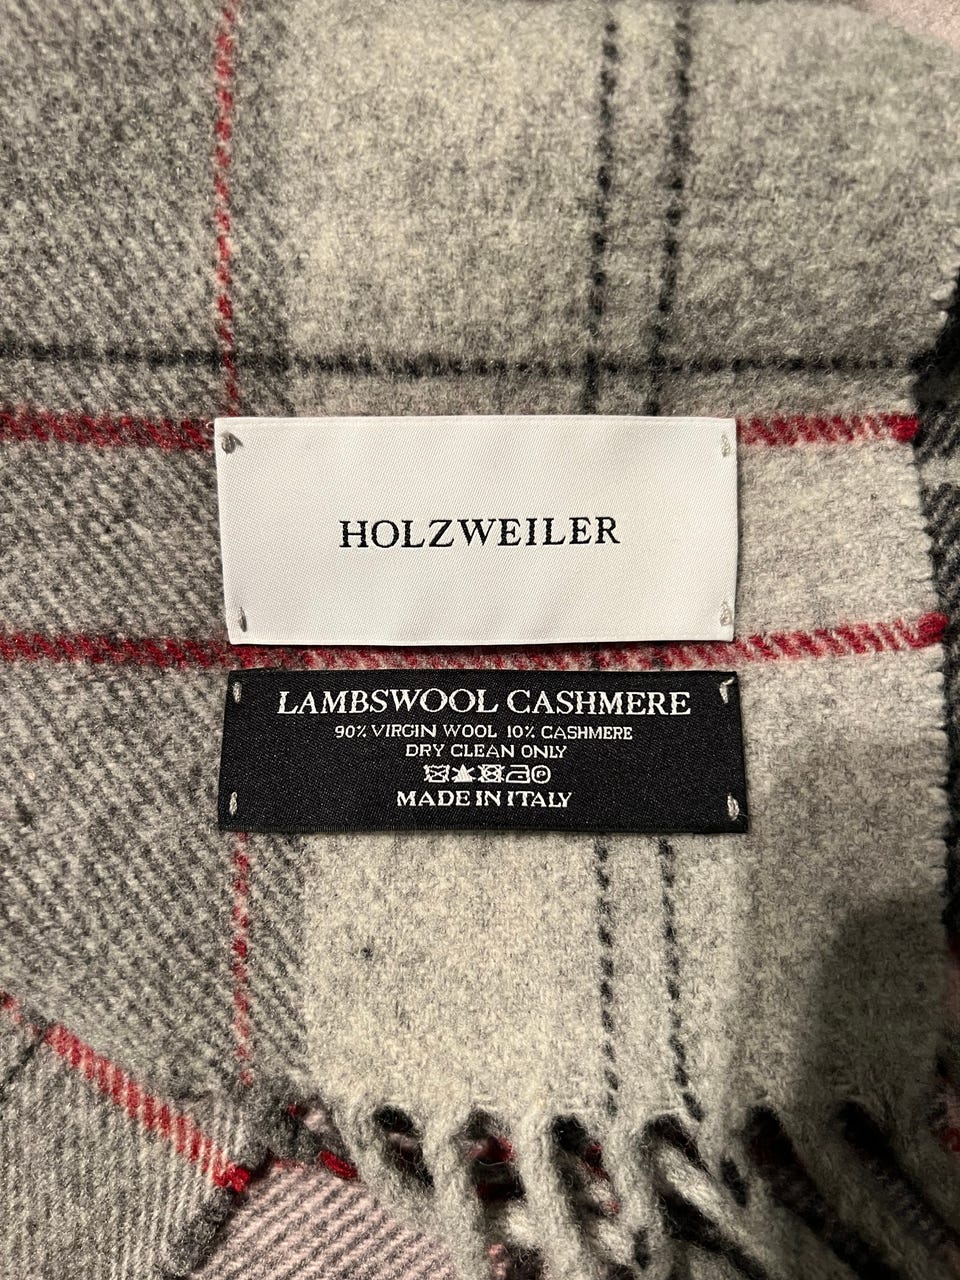 HOLZWEILER
LAMBSWOOL CASHMERE
90% VIRGIN WOOL 10% CASHMERE
DRY CLEAN ONLY
P
MADE IN ITALY